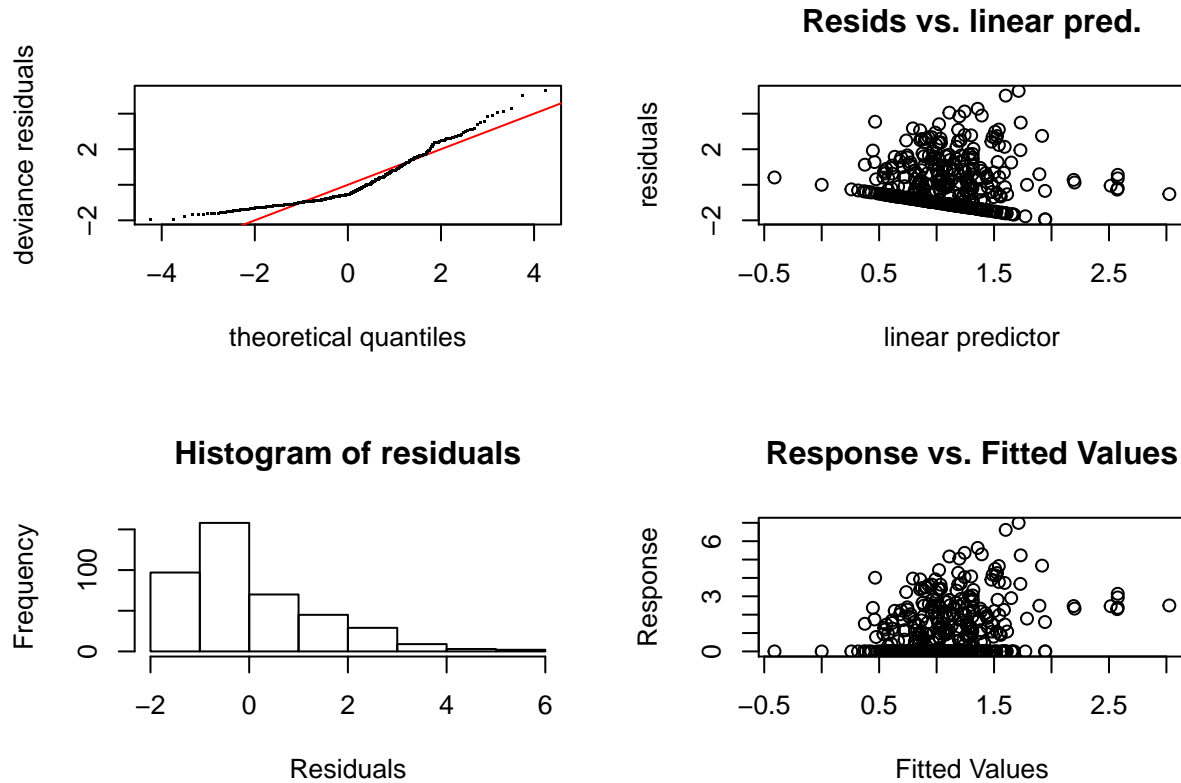 deviance residuals
−2
2
−4
−2
0
2
4
theoretical quantiles
Resids vs. linear pred.
residuals
−2
2
−0.5
0.5
1.5
2.5
linear predictor
Histogram of residuals
Frequency
0
100
−2
0
2
4
6
Residuals
Response vs. Fitted Values
Response
0
3
6
−0.5
0.5
1.5
2.5
Fitted Values